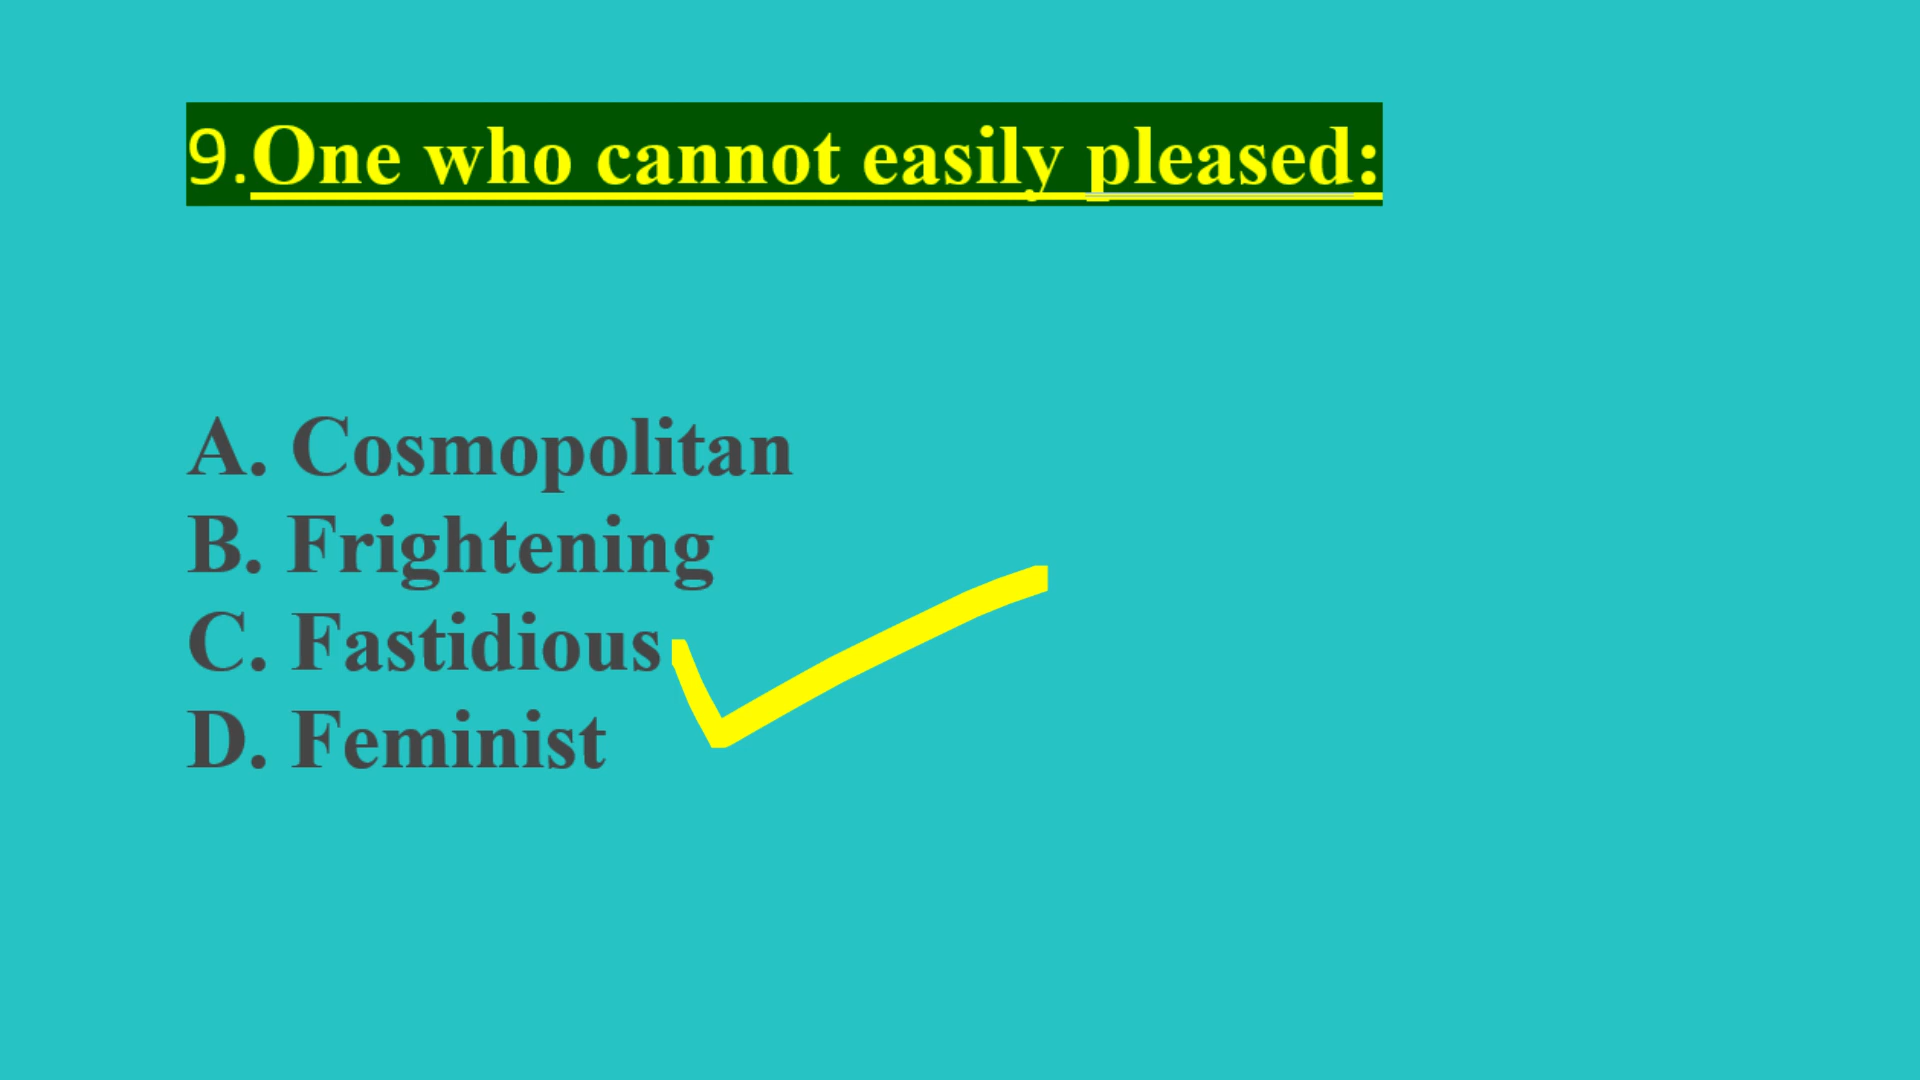 9.One who cannot easily pleased:
A. Cosmopolitan
B. Frightening
C. Fastidious
D. Feminist